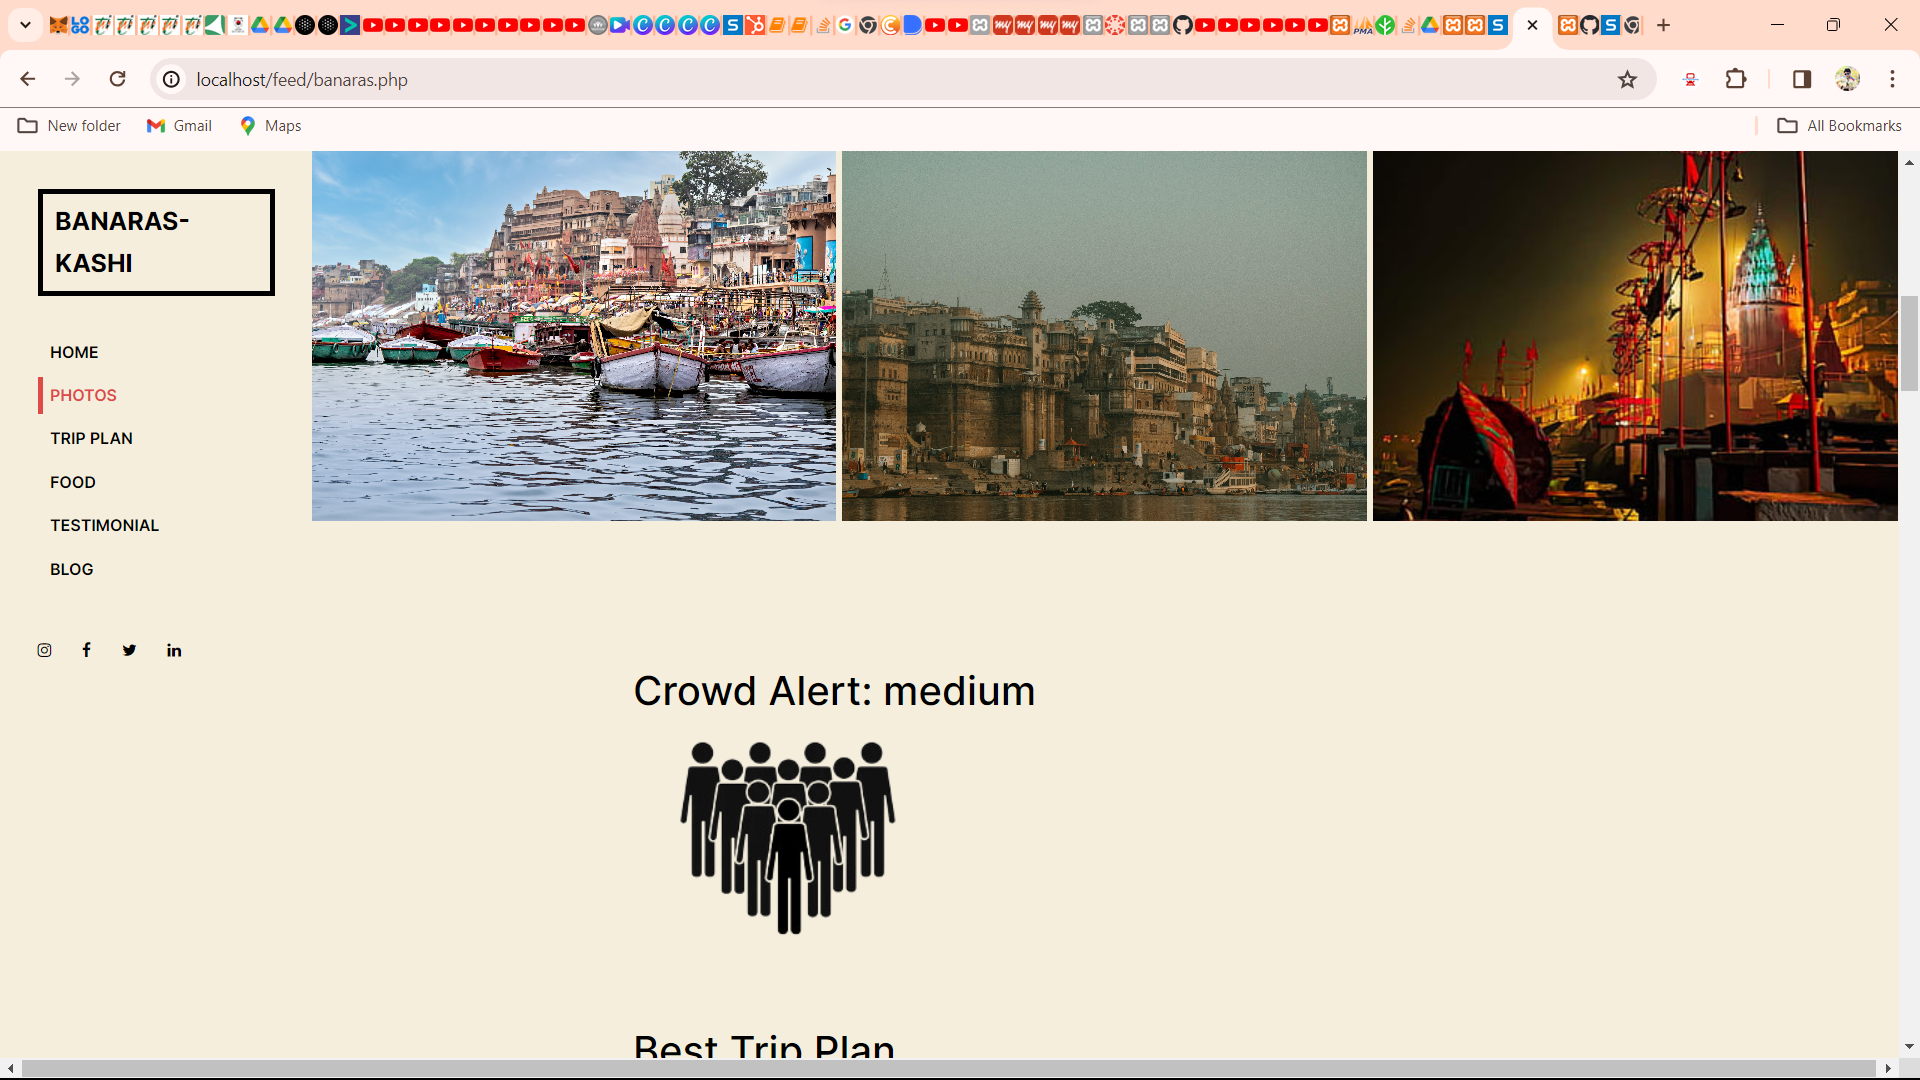 localhost/feed/banaras.php
New folder
Gmail
Maps
All Bookmarks
BANARAS-
KASHI
HOME
PHOTOS
TRIP PLAN
FOOD
TESTIMONIAL
BLOG
Crowd Alert: medium
Best Trip Plan